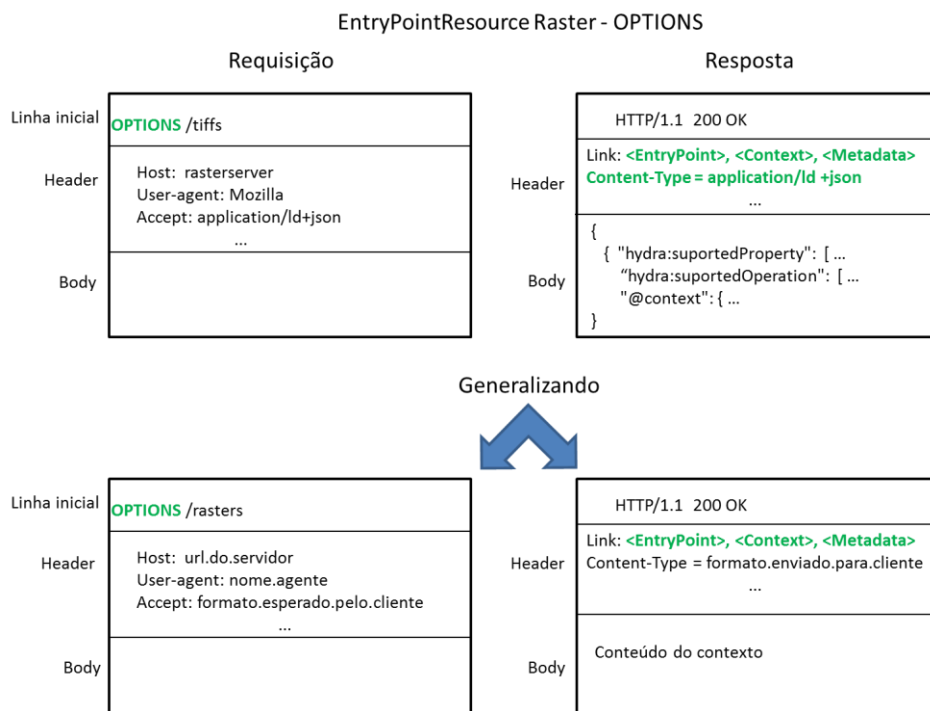 EntryPointResource Raster - OPTIONS
Requisição
Resposta
Linha inicial
OPTIONS /tiffs
Header
Host: rasterserver
User-agent: Mozilla
Accept: application/ld+json
...
Body
HTTP/1.1 200 OK
Header
Link: <EntryPoint>, <Context>, <Metadata>
Content-Type = application/ld +json
...
Body
{
{ "hydra:suportedProperty": [ ...
“hydra:suportedOperation": [ ...
"@context": { ...
}
Generalizando
Linha inicial
OPTIONS /rasters
Header
Host: url.do.servidor
User-agent: nome.agente
Accept: formato.esperado.pelo.cliente
...
Body
HTTP/1.1 200 OK
Header
Link: <EntryPoint>, <Context>, <Metadata>
Content-Type = formato.enviado.para.cliente
...
Body
Conteúdo do contexto